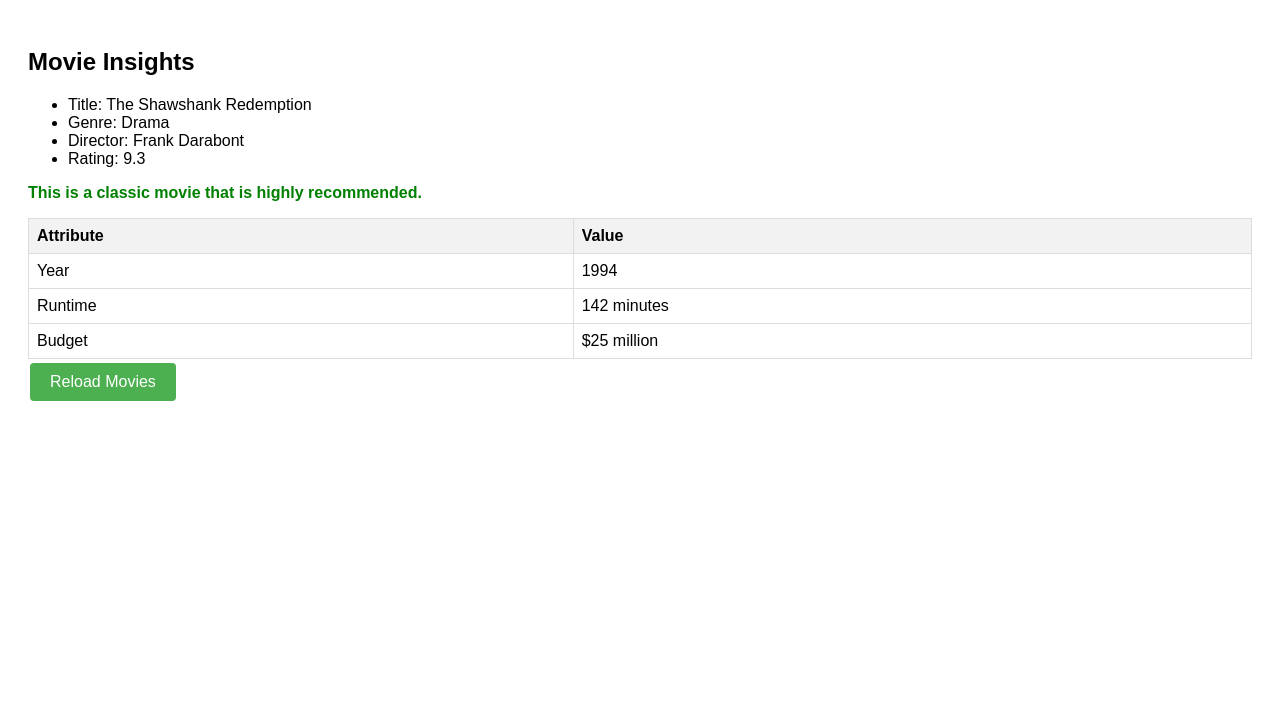 Movie Insights
Title: The Shawshank Redemption
Genre: Drama
Director: Frank Darabont
Rating: 9.3
This is a classic movie that is highly recommended.
Attribute Value
Year 1994
Runtime 142 minutes
Budget $25 million
Reload Movies